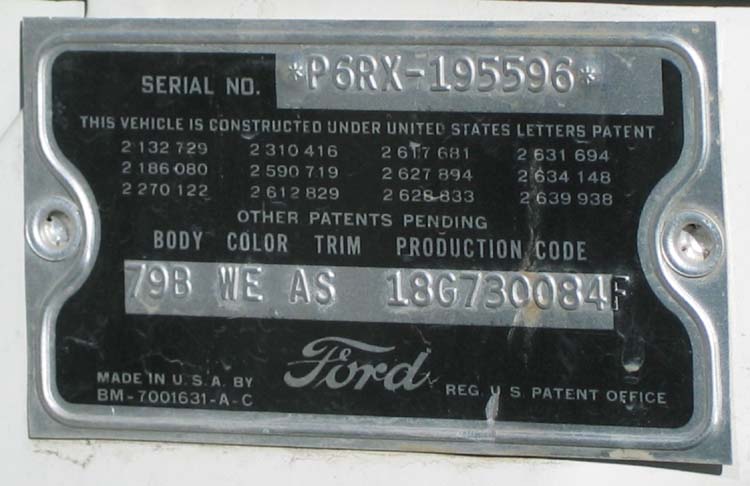 SERIAL NO. *P6RX-195596*
THIS VEHICLE IS CONSTRUCTED UNDER UNITED STATES LETTERS PATENT
2 132 729 2 310 416 2 617 681 2 631 694
2 186 080 2 590 719 2 627 894 2 634 148
2 270 122 2 612 829 2 628 833 2 639 938
OTHER PATENTS PENDING
BODY COLOR TRIM PRODUCTION CODE
79B WE AS 18G730084F
MADE IN U.S.A. BY Ford REG. U S PATENT OFFICE
BM-7001631-A-C